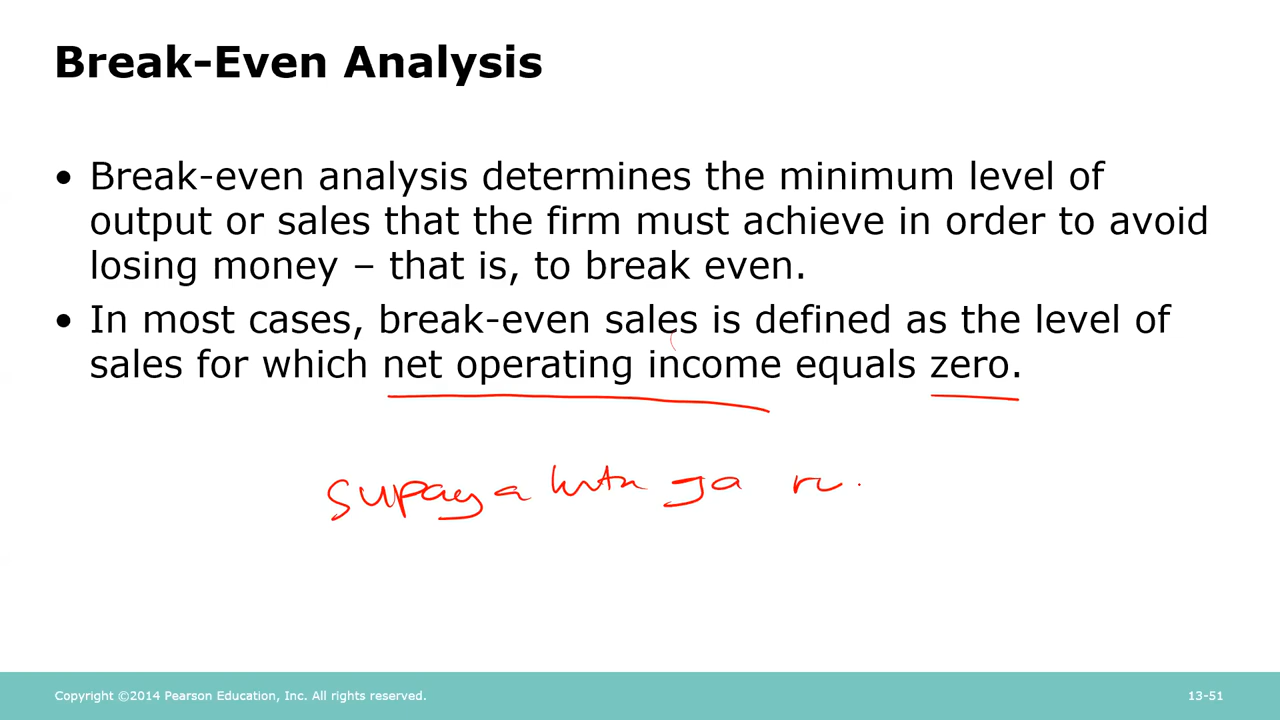 Break-Even Analysis
• Break-even analysis determines the minimum level of
output or sales that the firm must achieve in order to avoid
losing money – that is, to break even.
• In most cases, break-even sales is defined as the level of
sales for which net operating income equals zero.
supaya kita ga
Copyright ©2014 Pearson Education, Inc. All rights reserved.
13-51